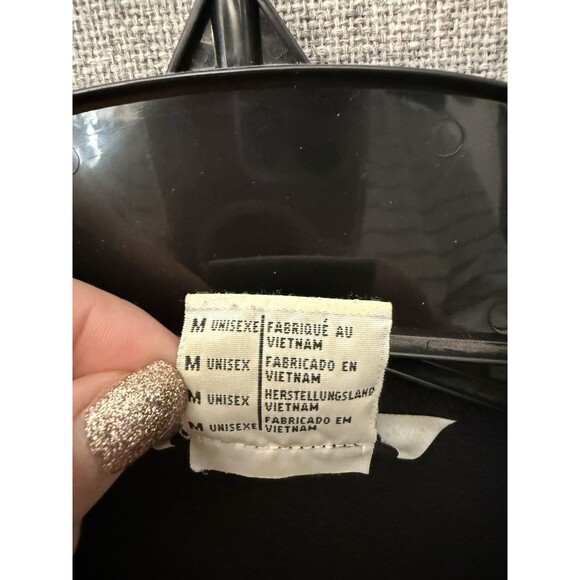 M UNISEXE FABRIQUÉ AU
VIETNAM
M UNISEX FABRICADO EN
VIETNAM
M UNISEX HERSTELLUNGSLAND
VIETNAM
M UNISEXE FABRICADO EM
VIETNAM